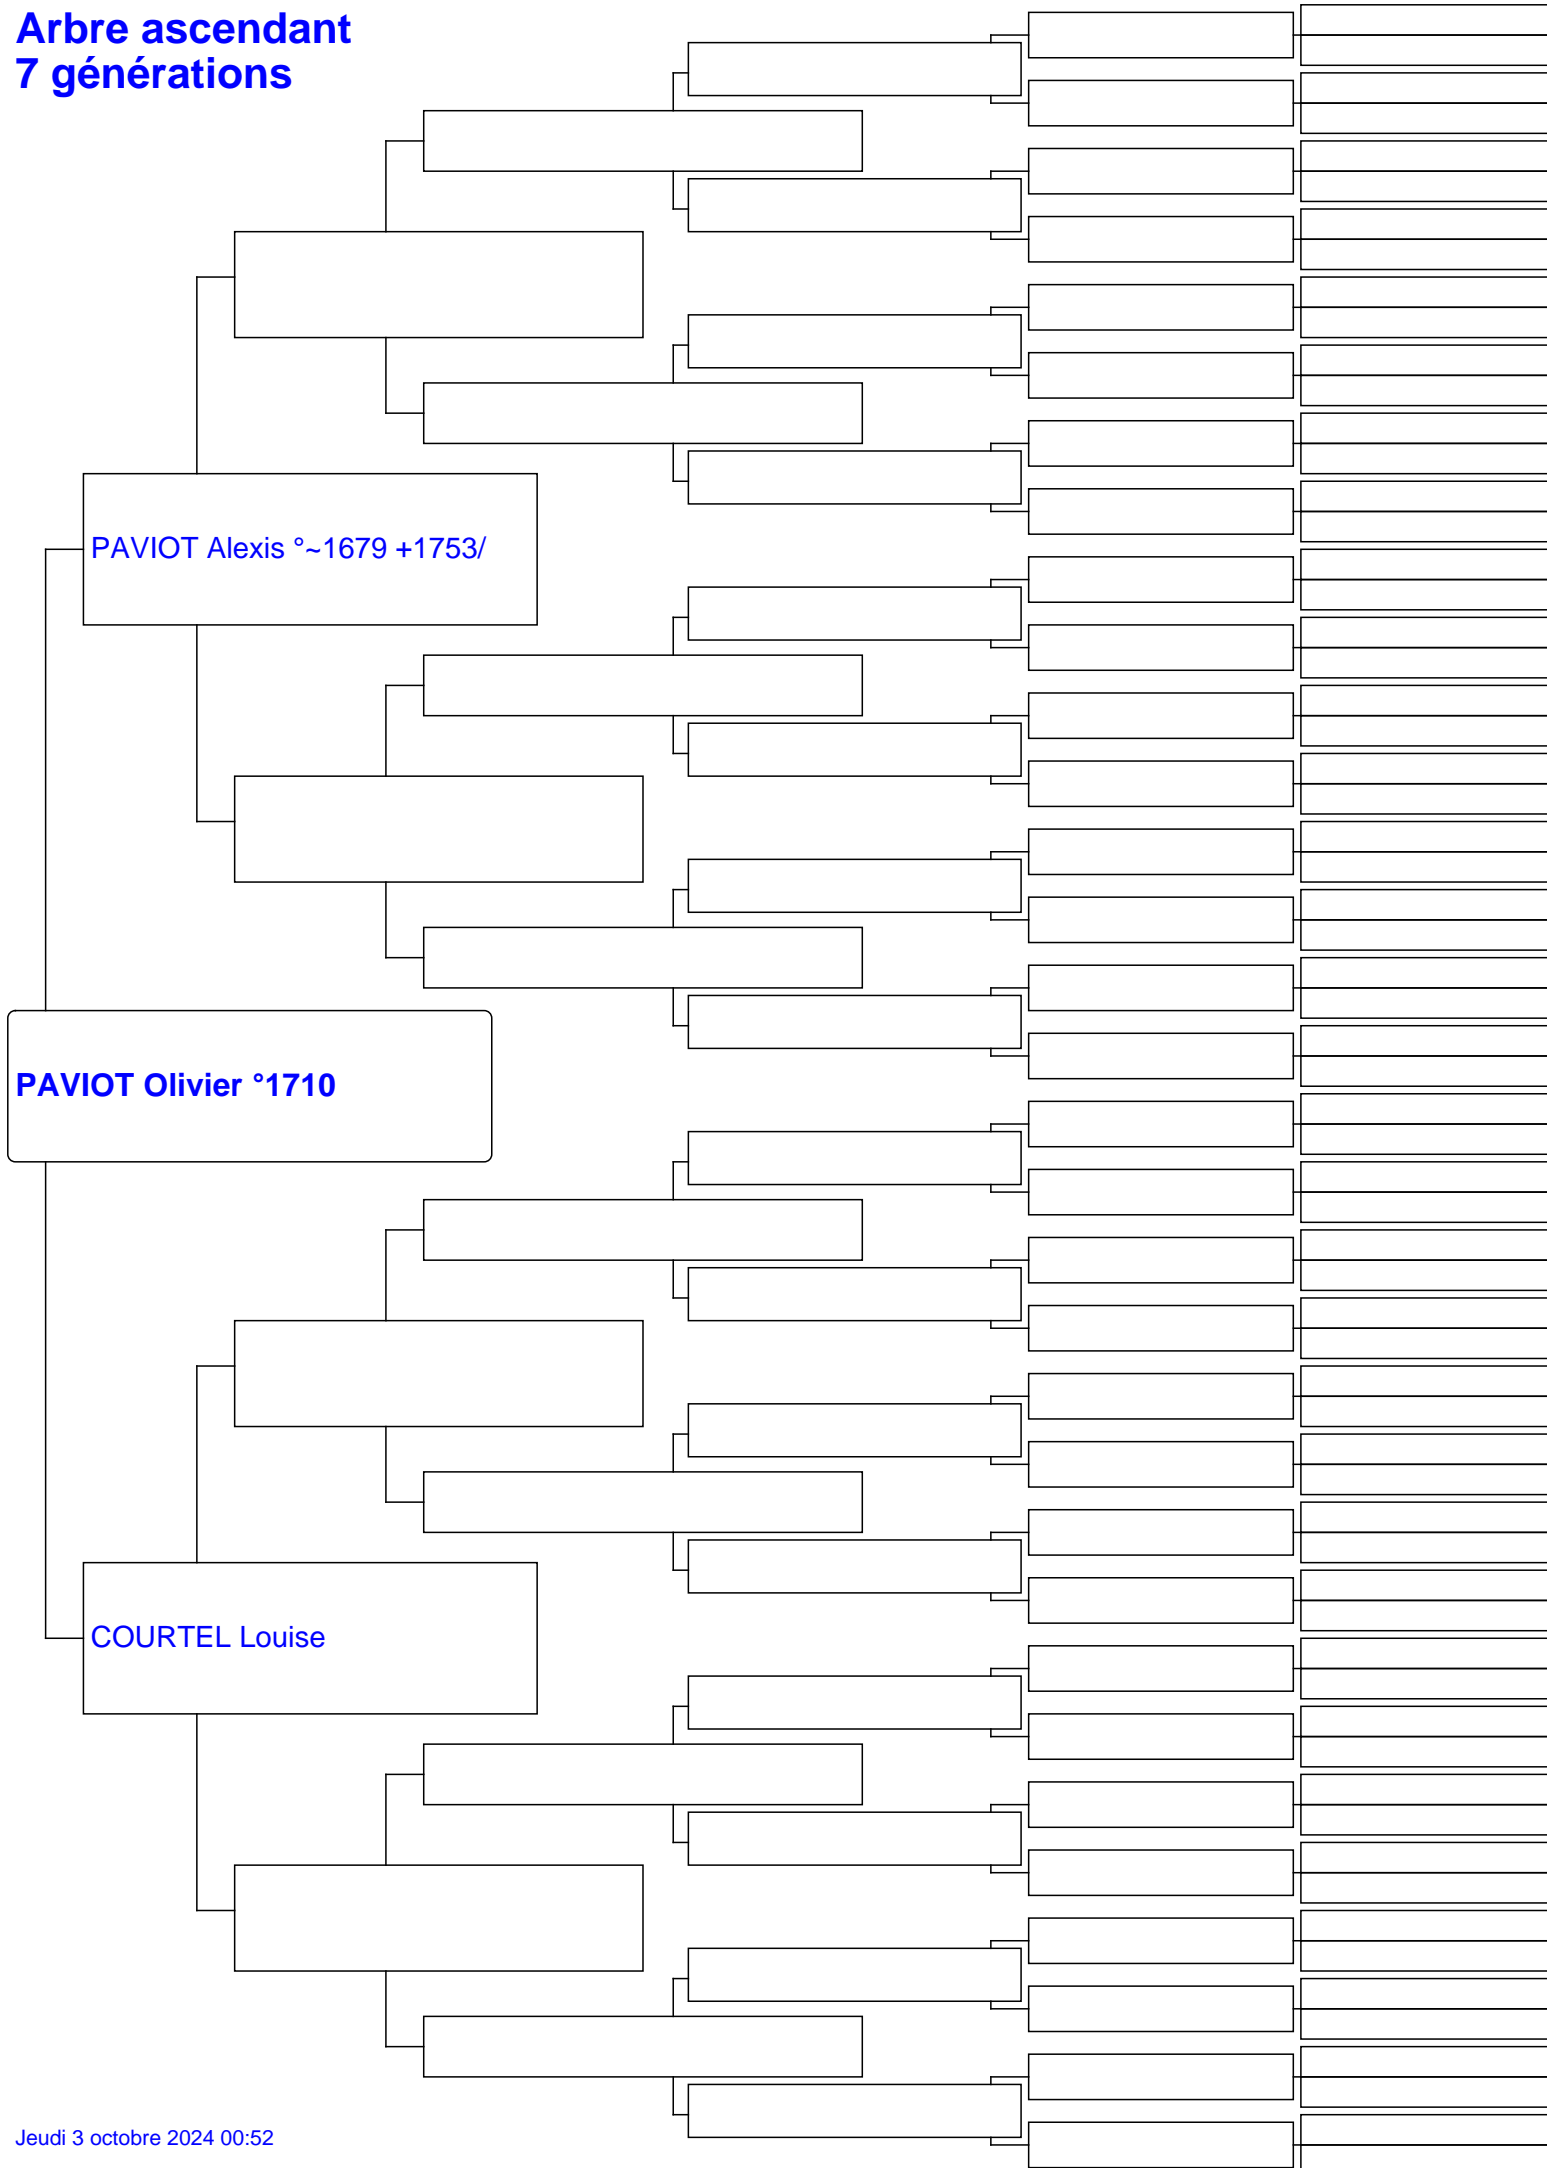 Arbre ascendant
7 générations
PAVIOT Alexis °~1679 +1753/
PAVIOT Olivier °1710
COURTEL Louise
Jeudi 3 octobre 2024 00:52